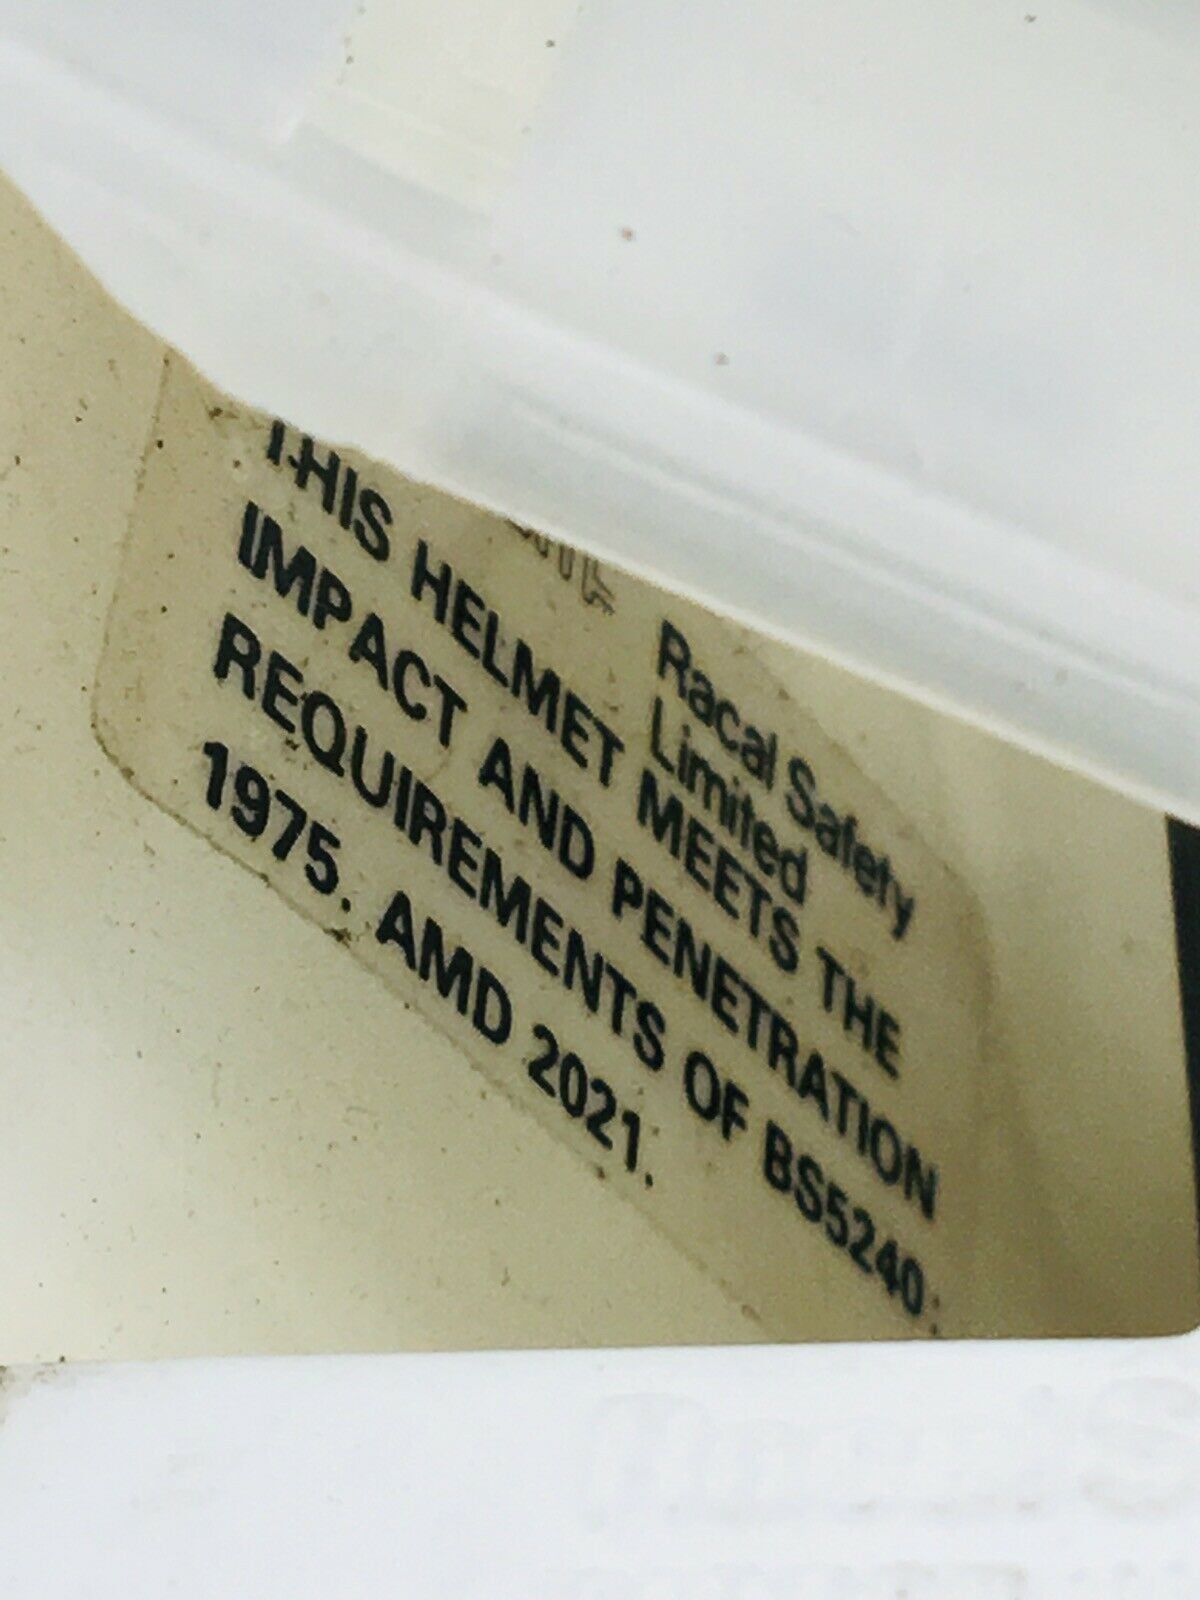 Racal Safety
Limited
THIS HELMET MEETS THE
IMPACT AND PENETRATION
REQUIREMENTS OF BS5240:
1975. AMD 2021.